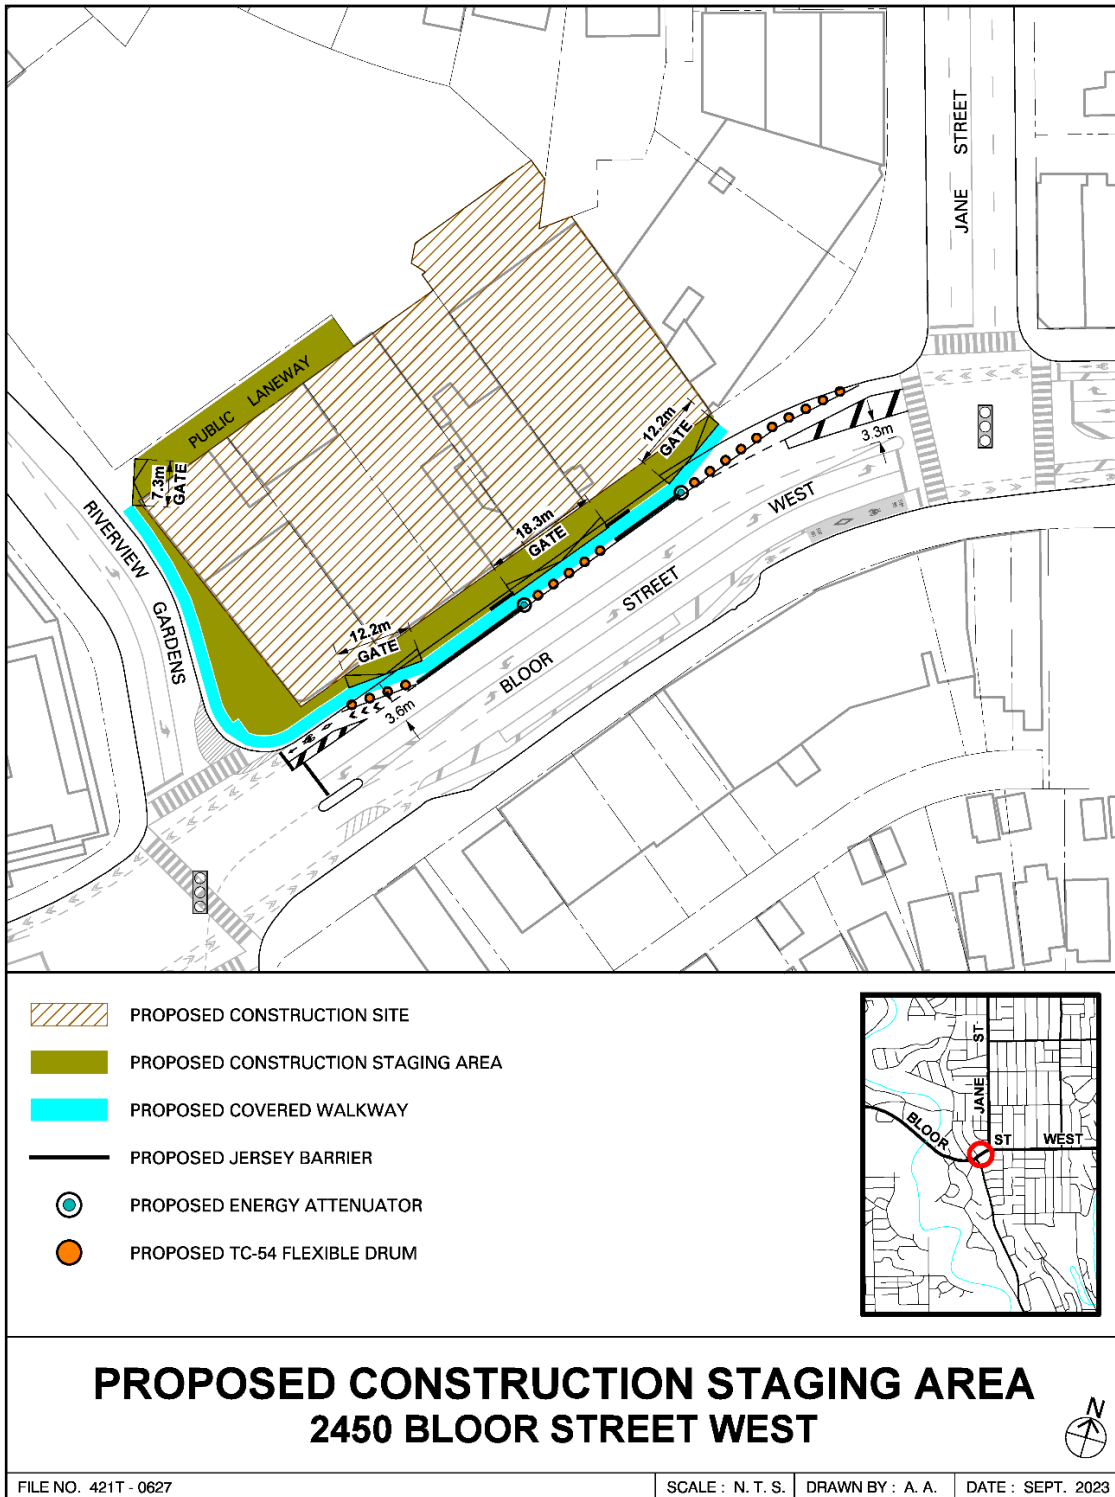 JANE STREET
PUBLIC LANEWAY
7.3m
GATE
12.2m
GATE
3.3m
WEST
18.3m
GATE
STREET
RIVERVIEW
GARDENS
12.2m
GATE
BLOOR
3.6m
PROPOSED CONSTRUCTION SITE
PROPOSED CONSTRUCTION STAGING AREA
PROPOSED COVERED WALKWAY
PROPOSED JERSEY BARRIER
PROPOSED ENERGY ATTENUATOR
PROPOSED TC-54 FLEXIBLE DRUM
JANE ST
BLOOR ST WEST
PROPOSED CONSTRUCTION STAGING AREA
2450 BLOOR STREET WEST
N
FILE NO. 421T - 0627
SCALE : N. T. S.
DRAWN BY : A. A.
DATE : SEPT. 2023